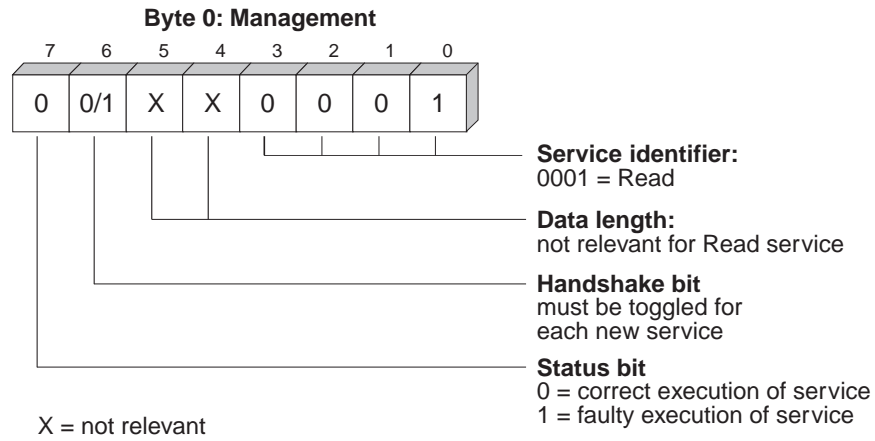 Byte 0: Management
7 6 5 4 3 2 1 0
0 0/1 X X 0 0 0 1
Service identifier:
0001 = Read
Data length:
not relevant for Read service
Handshake bit
must be toggled for
each new service
Status bit
0 = correct execution of service
1 = faulty execution of service
X = not relevant